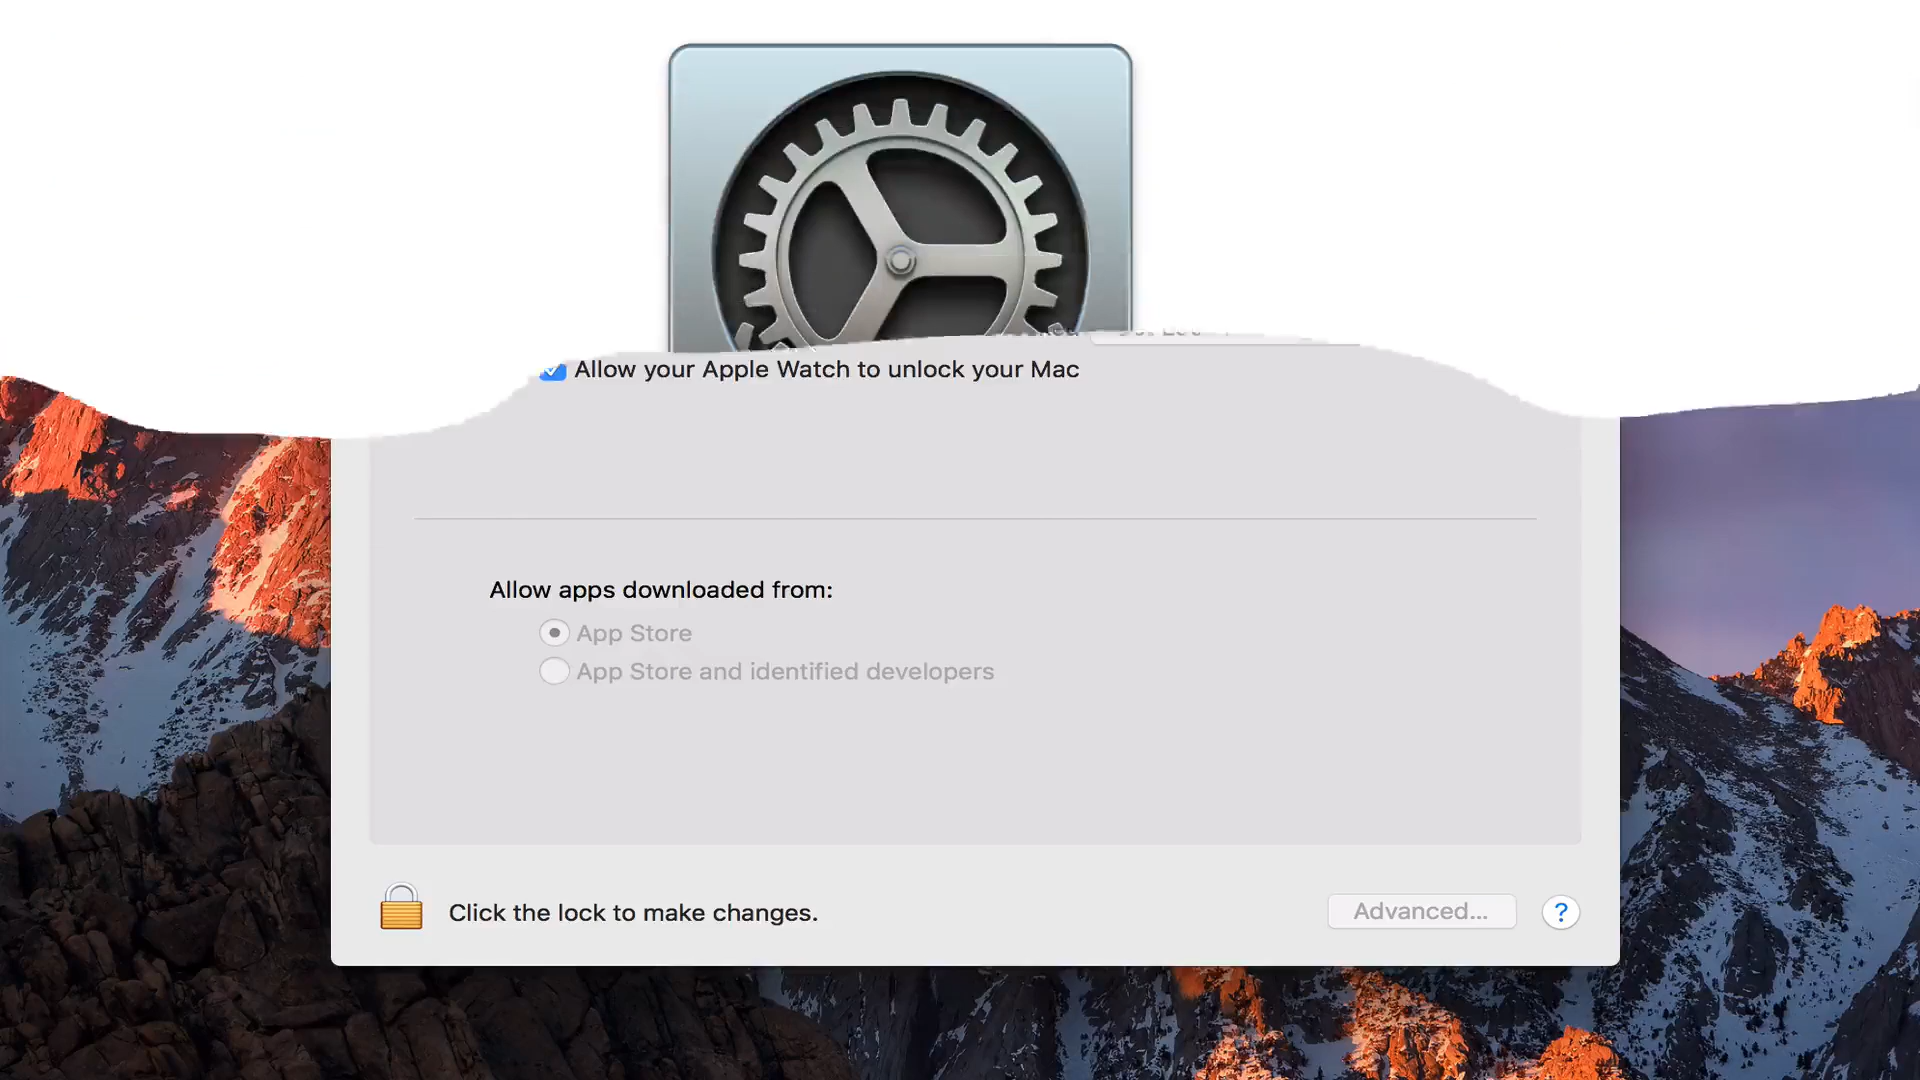 Allow your Apple Watch to unlock your Mac
Allow apps downloaded from:
App Store
App Store and identified developers
Click the lock to make changes.
Advanced...
?